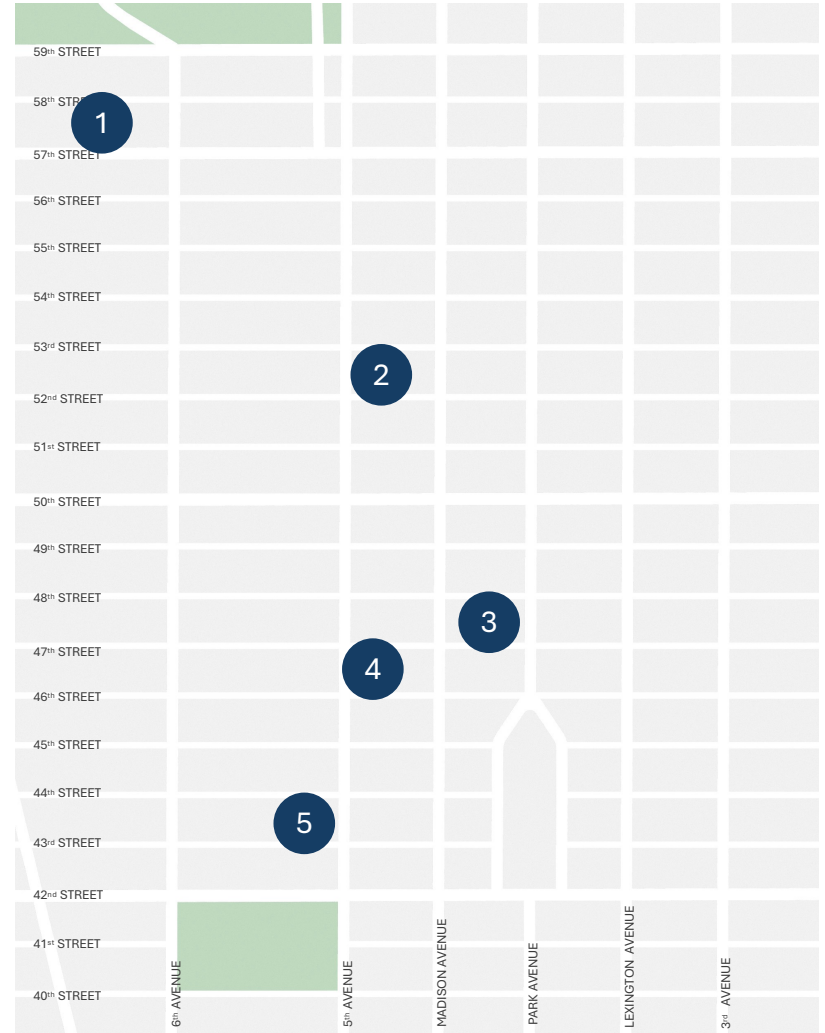 59th STREET
58th STR
1
57th STREET
56th STREET
55th STREET
54th STREET
53rd STREET
2
52nd STREET
51st STREET
50th STREET
49th STREET
48th STREET
3
47th STREET
4
46th STREET
45th STREET
44th STREET
5
43rd STREET
42nd STREET
41st STREET
40th STREET
6th AVENUE
5th AVENUE
MADISON AVENUE
PARK AVENUE
LEXINGTON AVENUE
3rd AVENUE